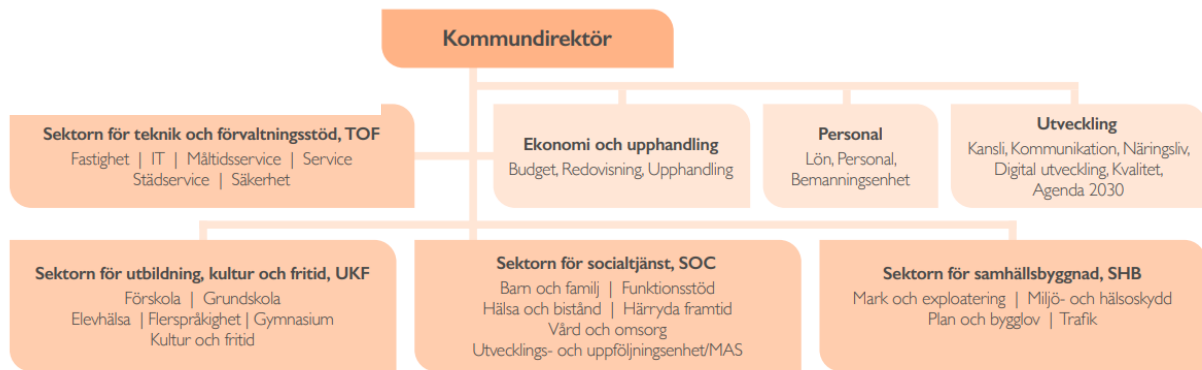 Kommundirektör
Sektorn för teknik och förvaltningsstöd, TOF
Fastighet | IT | Måltidsservice | Service
Städservice | Säkerhet
Ekonomi och upphandling
Budget, Redovisning, Upphandling
Personal
Lön, Personal,
Bemanningsenhet
Utveckling
Kansli, Kommunikation, Näringsliv,
Digital utveckling, Kvalitet,
Agenda 2030
Sektorn för utbildning, kultur och fritid, UKF
Förskola | Grundskola
Elevhälsa | Flerspråkighet | Gymnasium
Kultur och fritid
Sektorn för socialtjänst, SOC
Barn och familj | Funktionsstöd
Hälsa och bistånd | Härryda framtid
Vård och omsorg
Utvecklings- och uppföljningsenhet/MAS
Sektorn för samhällsbyggnad, SHB
Mark och exploatering | Miljö- och hälsoskydd
Plan och bygglov | Trafik